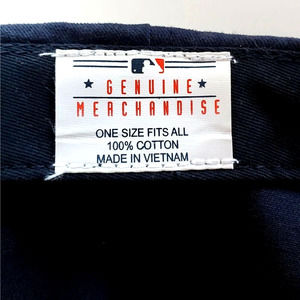 GENUINE
MERCHANDISE
ONE SIZE FITS ALL
100% COTTON
MADE IN VIETNAM